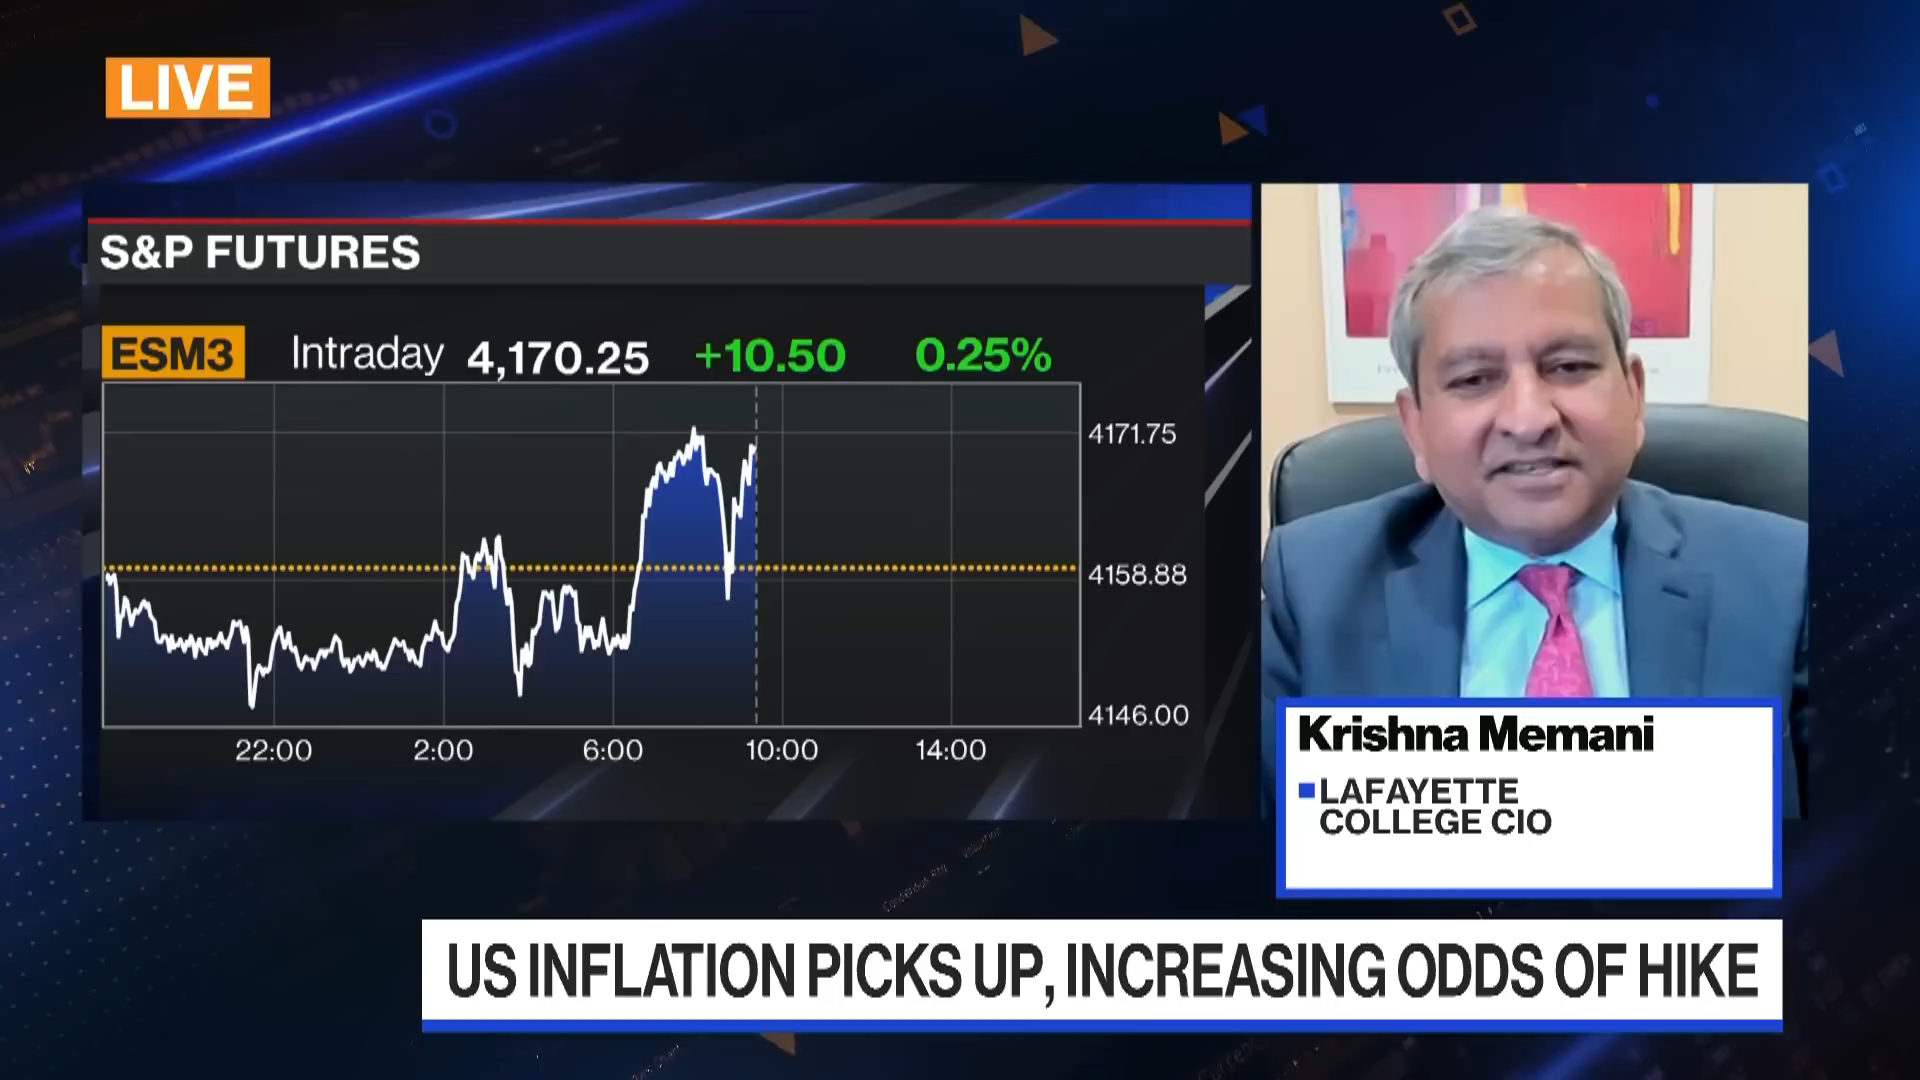 LIVE
S&P FUTURES
ESM3 Intraday 4,170.25 +10.50 0.25%
4171.75
4158.88
4146.00
22:00 2:00 6:00 10:00 14:00
Krishna Memani
LAFAYETTE
COLLEGE CIO
US INFLATION PICKS UP, INCREASING ODDS OF HIKE